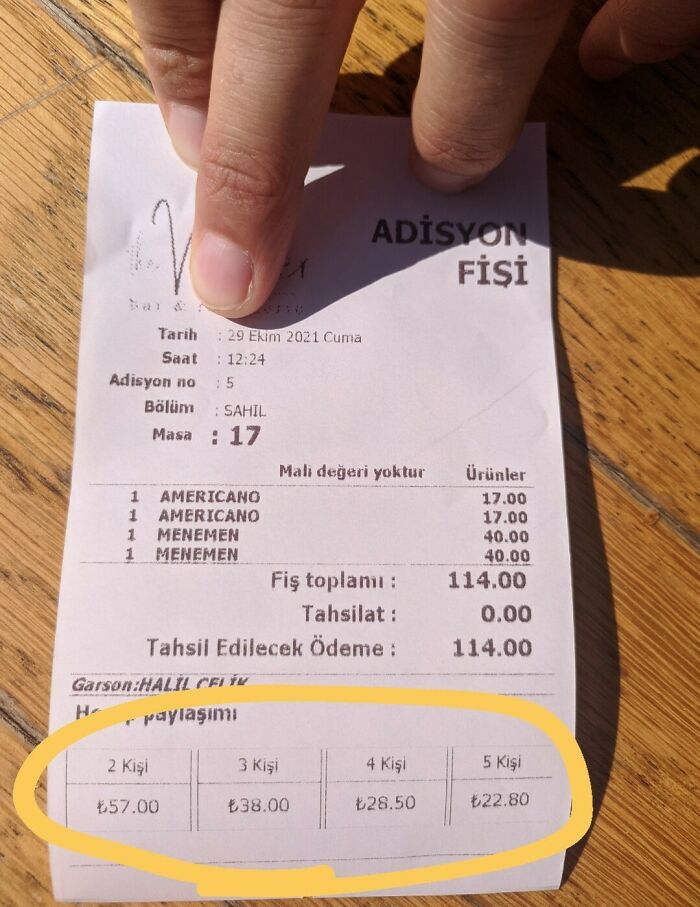 ADİSYON
FİŞİ
Tarih : 29 Ekim 2021 Cuma
Saat : 12:24
Adisyon no : 5
Bölüm : SAHİL
Masa : 17
Mali değeri yoktur Ürünler
1 AMERICANO 17.00
1 AMERICANO 17.00
1 MENEMEN 40.00
1 MENEMEN 40.00
Fiş toplamı : 114.00
Tahsilat : 0.00
Tahsil Edilecek Ödeme : 114.00
Garson:HALİL ÇELİK
Hesap paylaşımı
2 Kişi 3 Kişi 4 Kişi 5 Kişi
₺57.00 ₺38.00 ₺28.50 ₺22.80